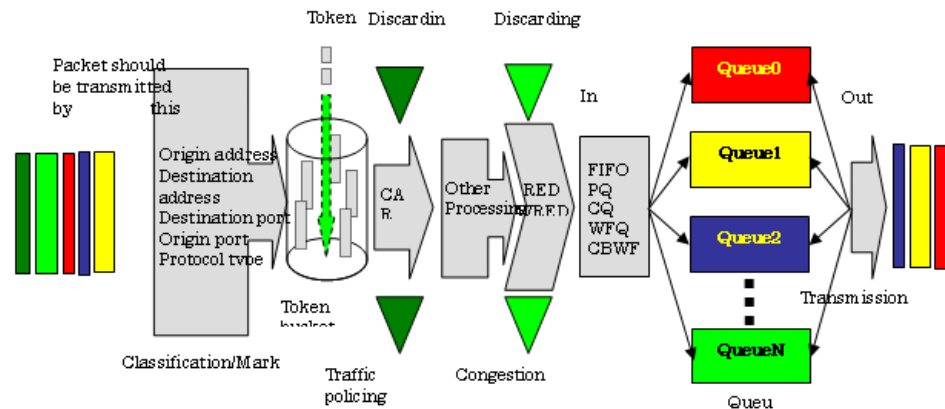 Token
Discardin
Discarding
Packet should
be transmitted
by this
In
Out
Queue0
Origin address
Destination
address
Destination port
Origin port
Protocol type
CA
R
Other
Processing
RED
WRED
FIFO
PQ
CQ
WFQ
CBWF
Queue1
Queue2
Token
bucket
Transmission
QueueN
Classification/Mark
Traffic
policing
Congestion
Queu